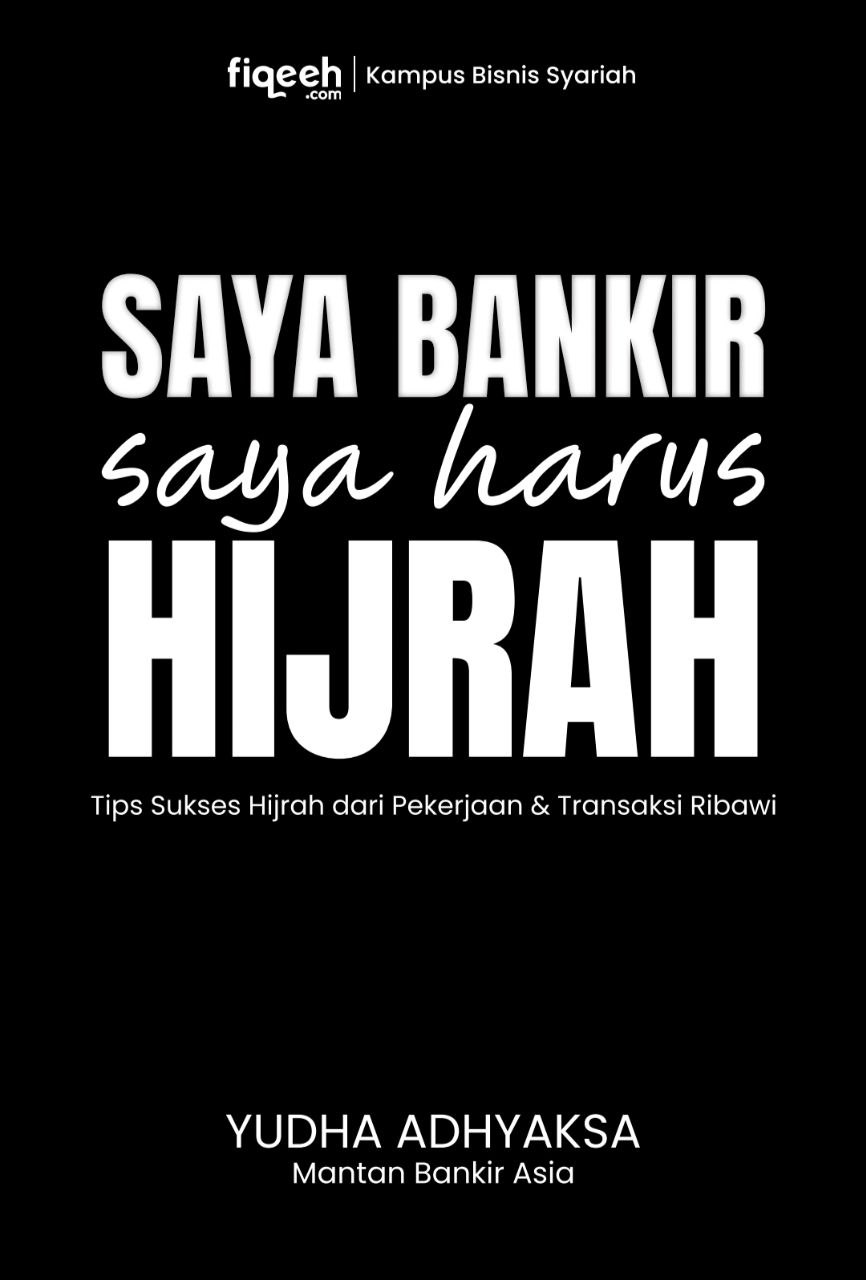 fiqeeh .com | Kampus Bisnis Syariah
SAYA BANKIR
saya harus
HIJRAH
Tips Sukses Hijrah dari Pekerjaan & Transaksi Ribawi
YUDHA ADHYAKSA
Mantan Bankir Asia